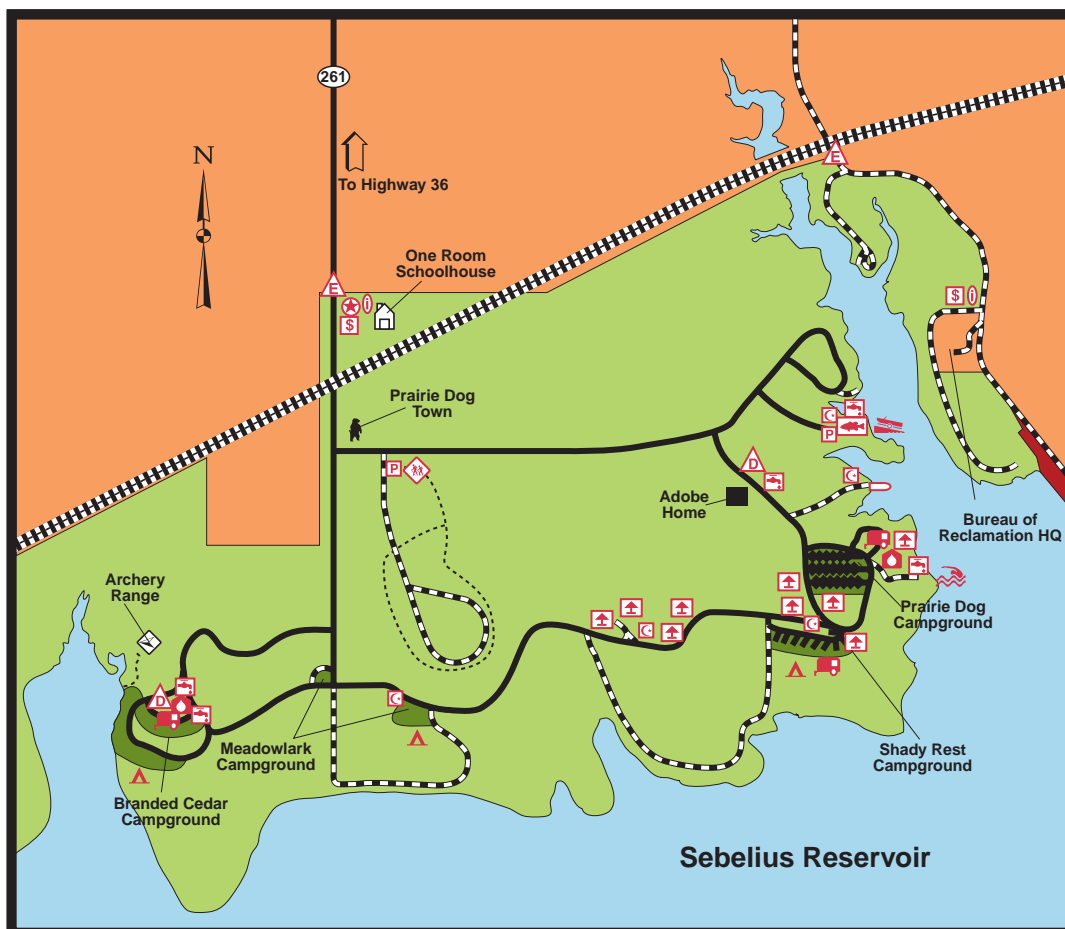 261
N
To Highway 36
E
E
One Room
Schoolhouse
i
$
$ i
Prairie Dog
Town
P
P
D
Adobe
Home
Bureau of
Reclamation HQ
Archery
Range
Prairie Dog
Campground
D
Meadowlark
Campground
Shady Rest
Campground
Branded Cedar
Campground
Sebelius Reservoir